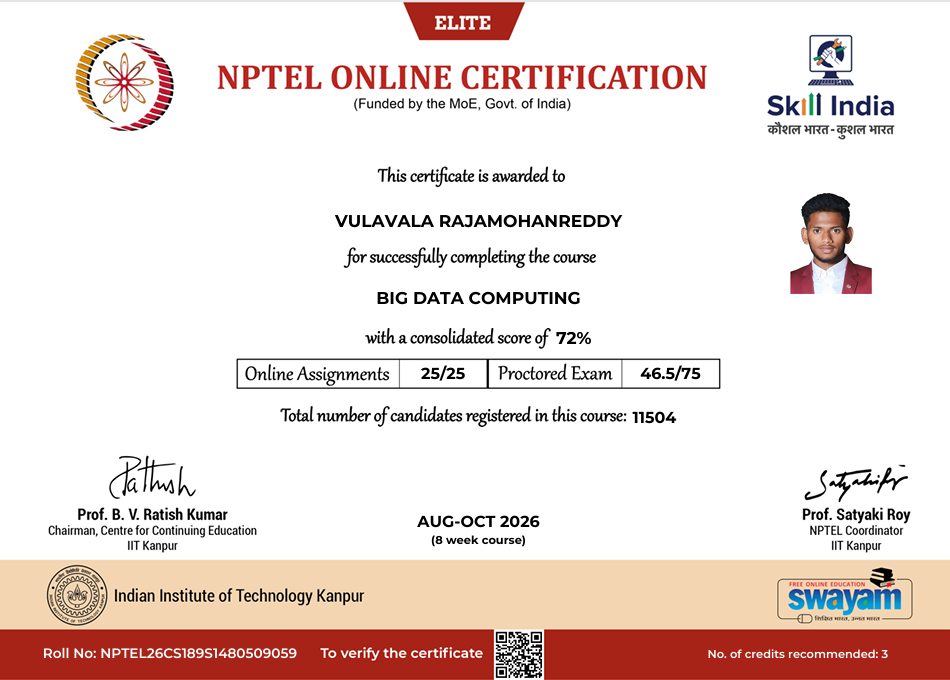 ELITE
NPTEL ONLINE CERTIFICATION
(Funded by the MoE, Govt. of India)
Skill India
कौशल भारत - कुशल भारत
This certificate is awarded to
VULAVALA RAJAMOHANREDDY
for successfully completing the course
BIG DATA COMPUTING
with a consolidated score of 72%
Online Assignments 25/25 Proctored Exam 46.5/75
Total number of candidates registered in this course: 11504
Prof. B. V. Ratish Kumar
Chairman, Centre for Continuing Education
IIT Kanpur
AUG-OCT 2026
(8 week course)
Prof. Satyaki Roy
NPTEL Coordinator
IIT Kanpur
Indian Institute of Technology Kanpur
FREE ONLINE EDUCATION
swayam
शिक्षित भारत, उन्नत भारत
Roll No: NPTEL26CS189S1480509059 To verify the certificate
No. of credits recommended: 3